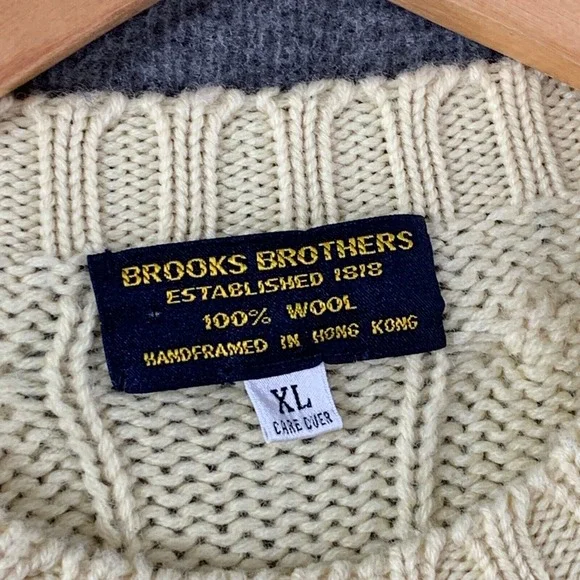 BROOKS BROTHERS
ESTABLISHED 1818
100% WOOL
HANDFRAMED IN HONG KONG
XL
CARE OVER